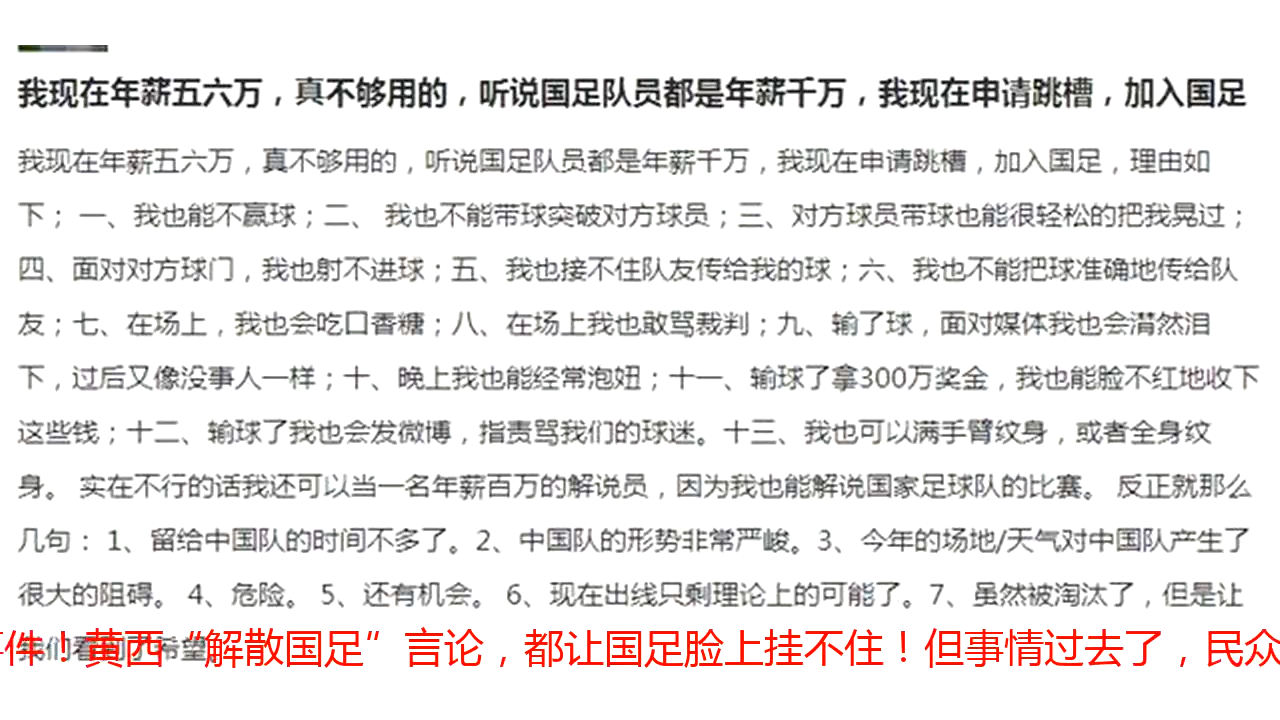 我现在年薪五六万，真不够用的，听说国足队员都是年薪千万，我现在申请跳槽，加入国足
我现在年薪五六万，真不够用的，听说国足队员都是年薪千万，我现在申请跳槽，加入国足，理由如
下； 一、我也能不赢球；二、 我也不能带球突破对方球员；三、对方球员带球也能很轻松的把我晃过；
四、面对对方球门，我也射不进球；五、我也接不住队友传给我的球；六、我也不能把球准确地传给队
友；七、在场上，我也会吃口香糖；八、在场上我也敢骂裁判；九、输了球，面对媒体我也会潸然泪
下，过后又像没事人一样；十、晚上我也能经常泡妞；十一、输球了拿300万奖金，我也能脸不红地收下
这些钱；十二、输球了我也会发微博，指责骂我们的球迷。十三、我也可以满手臂纹身，或者全身纹
身。 实在不行的话我还可以当一名年薪百万的解说员，因为我也能解说国家足球队的比赛。 反正就那么
几句： 1、留给中国队的时间不多了。2、中国队的形势非常严峻。3、今年的场地/天气对中国队产生了
很大的阻碍。 4、危险。 5、还有机会。 6、现在出线只剩理论上的可能了。7、虽然被淘汰了，但是让
我们看到了希望
件！黄西“解散国足”言论，都让国足脸上挂不住！但事情过去了，民众